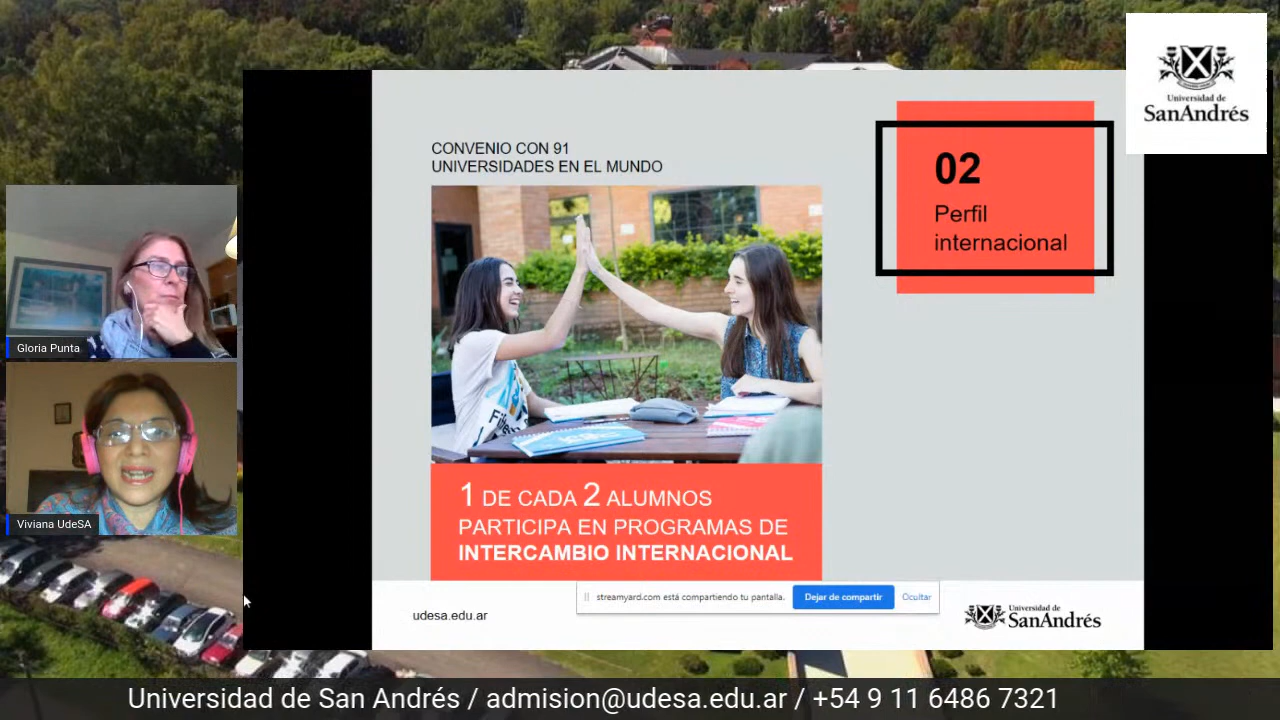 Universidad de
SanAndrés
CONVENIO CON 91
UNIVERSIDADES EN EL MUNDO
02
Perfil
internacional
Gloria Punta
Viviana UdeSA
1 DE CADA 2 ALUMNOS
PARTICIPA EN PROGRAMAS DE
INTERCAMBIO INTERNACIONAL
streamyard.com está compartiendo tu pantalla.
Dejar de compartir
Ocultar
udesa.edu.ar
Universidad de
SanAndrés
Universidad de San Andrés / admision@udesa.edu.ar / +54 9 11 6486 7321